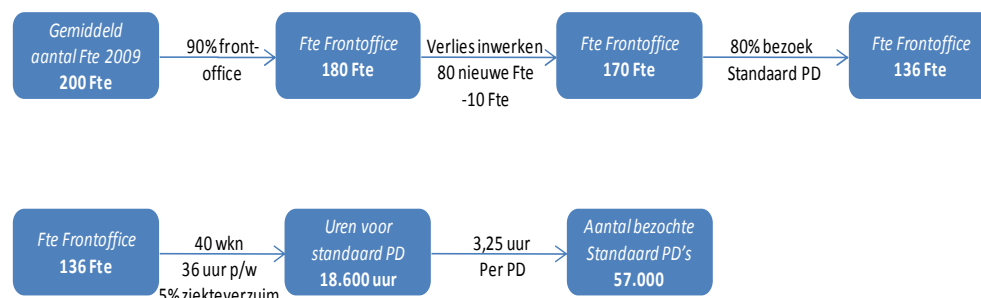 Gemiddeld
aantal Fte 2009
200 Fte
90% front-
office
Fte Frontoffice
180 Fte
Verlies inwerken
80 nieuwe Fte
-10 Fte
Fte Frontoffice
170 Fte
80% bezoek
Standaard PD
Fte Frontoffice
136 Fte
Fte Frontoffice
136 Fte
40 wkn
36 uur p/w
5% ziekteverzuim
Uren voor
standaard PD
18.600 uur
3,25 uur
Per PD
Aantal bezochte
Standaard PD's
57.000